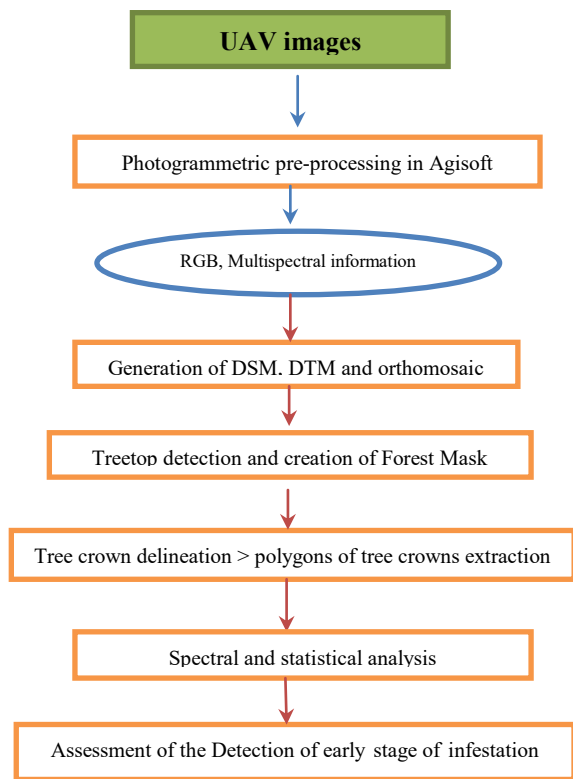 UAV images
Photogrammetric pre-processing in Agisoft
RGB, Multispectral information
Generation of DSM, DTM and orthomosaic
Treetop detection and creation of Forest Mask
Tree crown delineation > polygons of tree crowns extraction
Spectral and statistical analysis
Assessment of the Detection of early stage of infestation